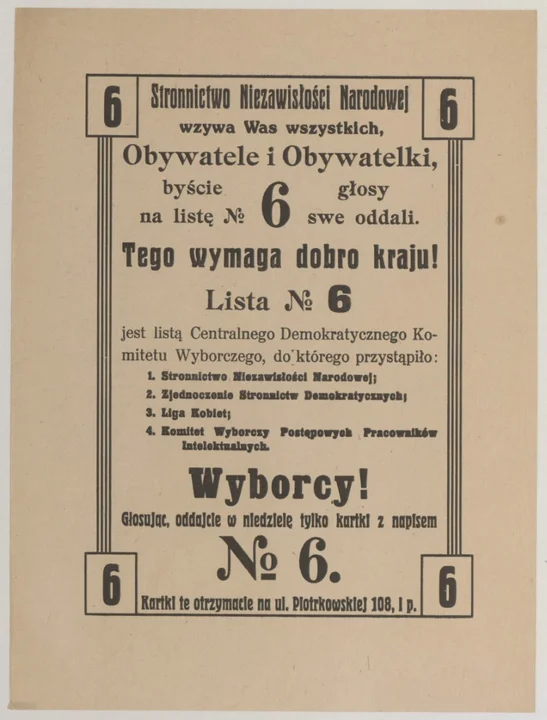 6 Stronnictwo Niezawisłości Narodowej 6
wzywa Was wszystkich,
Obywatele i Obywatelki,
byście 6 głosy
na listę № swe oddali.
Tego wymaga dobro kraju!
Lista № 6
jest listą Centralnego Demokratycznego Ko-
mitetu Wyborczego, do którego przystąpiło:
1. Stronnictwo Niezawisłości Narodowej;
2. Zjednoczenie Stronnictw Demokratycznych;
3. Liga Kobiet;
4. Komitet Wyborczy Postępowych Pracowników
Intelektualnych.
Wyborcy!
Głosując, oddajcie w niedzielę tylko kartki z napisem
№ 6.
6 Kartki te otrzymacie na ul. Piotrkowskiej 108, I p. 6